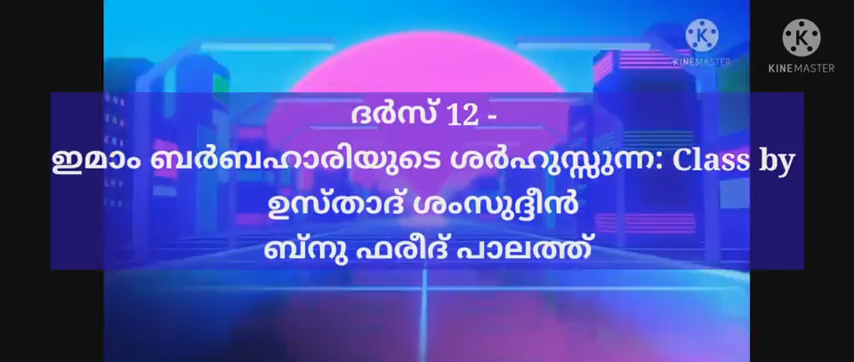 KINEMASTER
KINEMASTER
ദർസ് 12 -
ഇമാം ബർബഹാരിയുടെ ശർഹുസ്സുന്ന: Class by
ഉസ്താദ് ശംസുദ്ദീൻ
ബ്നു ഫരീദ് പാലത്ത്